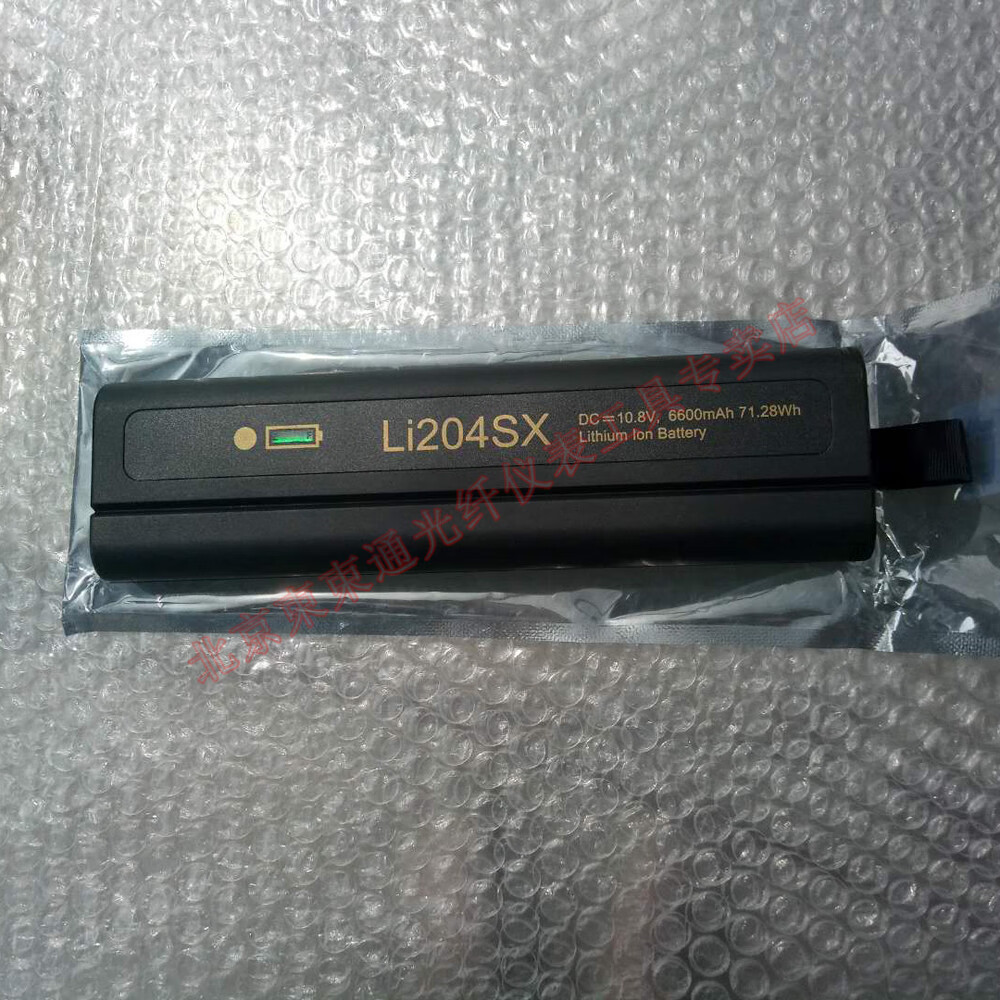 Li204SX
DC⎓10.8V, 6600mAh 71.28Wh
Lithium Ion Battery
北京東東通光纤仪表工具专卖店